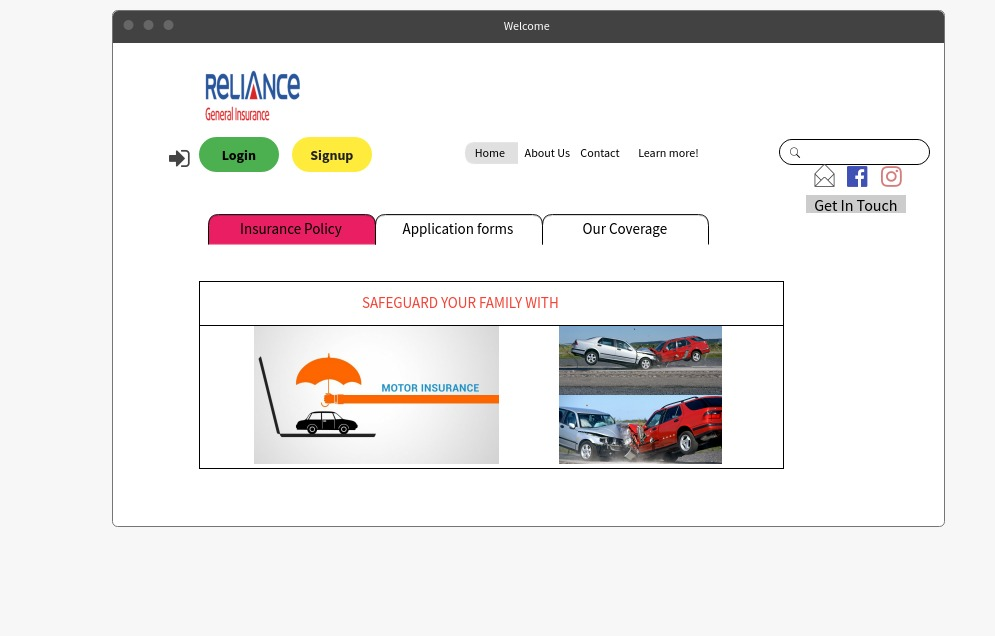 Welcome
RELIANCE
General Insurance
Login
Signup
Home
About Us
Contact
Learn more!
Get In Touch
Insurance Policy
Application forms
Our Coverage
SAFEGUARD YOUR FAMILY WITH
MOTOR INSURANCE